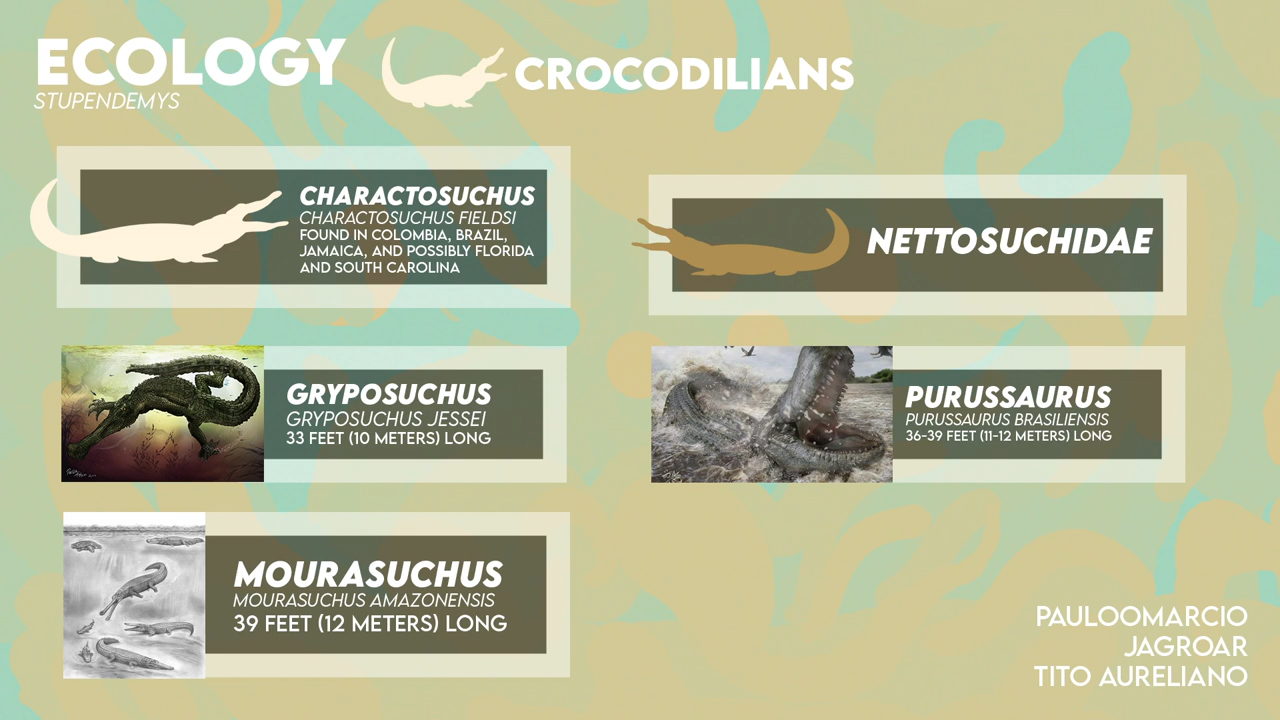 ECOLOGY
STUPENDEMYS
CROCODILIANS
CHARACTOSUCHUS
CHARACTOSUCHUS FIELDSI
FOUND IN COLOMBIA, BRAZIL,
JAMAICA, AND POSSIBLY FLORIDA
AND SOUTH CAROLINA
NETTOSUCHIDAE
GRYPOSUCHUS
GRYPOSUCHUS JESSEI
33 FEET (10 METERS) LONG
PURUSSAURUS
PURUSSAURUS BRASILIENSIS
36-39 FEET (11-12 METERS) LONG
MOURASUCHUS
MOURASUCHUS AMAZONENSIS
39 FEET (12 METERS) LONG
PAULOOMARCIO
JAGROAR
TITO AURELIANO